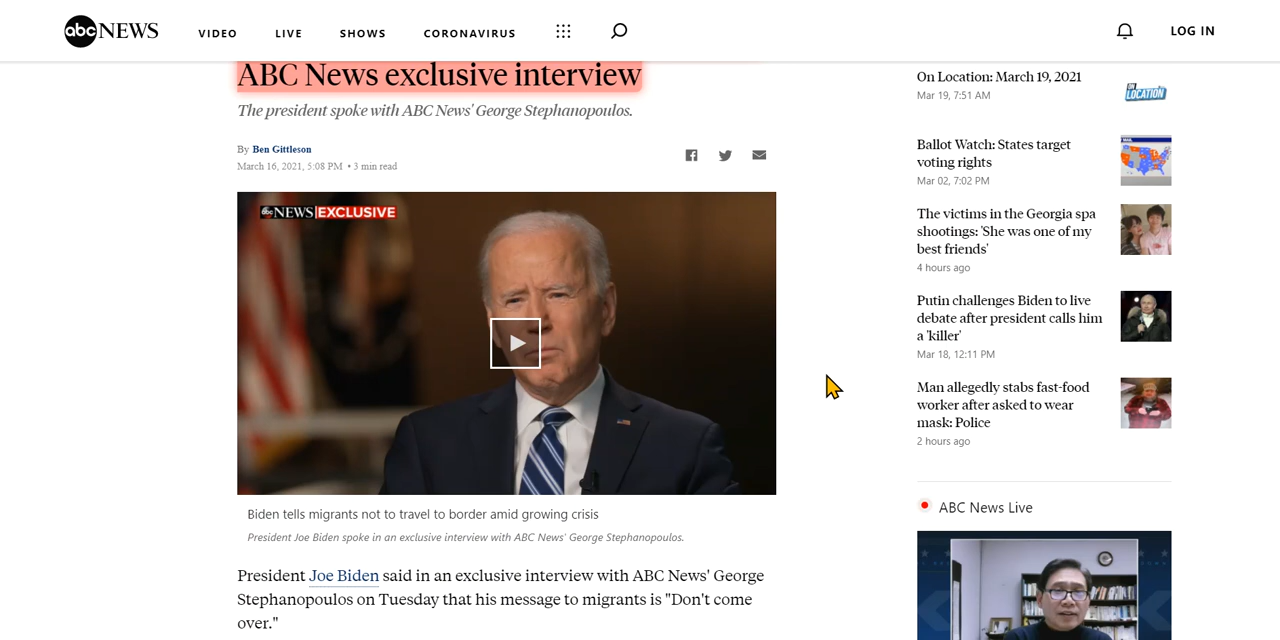 abc NEWS
VIDEO
LIVE
SHOWS
CORONAVIRUS
LOG IN
ABC News exclusive interview
The president spoke with ABC News' George Stephanopoulos.
By Ben Gittleson
March 16, 2021, 5:08 PM • 3 min read
abc NEWS EXCLUSIVE
Biden tells migrants not to travel to border amid growing crisis
President Joe Biden spoke in an exclusive interview with ABC News' George Stephanopoulos.
President Joe Biden said in an exclusive interview with ABC News' George
Stephanopoulos on Tuesday that his message to migrants is "Don't come
over."
On Location: March 19, 2021
Mar 19, 7:51 AM
ON LOCATION
Ballot Watch: States target
voting rights
Mar 02, 7:02 PM
The victims in the Georgia spa
shootings: 'She was one of my
best friends'
4 hours ago
Putin challenges Biden to live
debate after president calls him
a 'killer'
Mar 18, 12:11 PM
Man allegedly stabs fast-food
worker after asked to wear
mask: Police
2 hours ago
ABC News Live